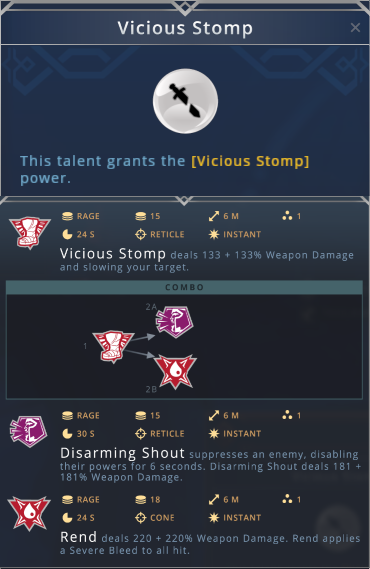 Vicious Stomp
This talent grants the [Vicious Stomp]
power.
RAGE 15 6 M 1
24 S RETICLE INSTANT
Vicious Stomp deals 133 + 133% Weapon Damage
and slowing your target.
COMBO
2A
1
2B
RAGE 15 6 M 1
30 S RETICLE INSTANT
Disarming Shout suppresses an enemy, disabling
their powers for 6 seconds. Disarming Shout deals 181 +
181% Weapon Damage.
RAGE 18 6 M 1
24 S CONE INSTANT
Rend deals 220 + 220% Weapon Damage. Rend applies
a Severe Bleed to all hit.